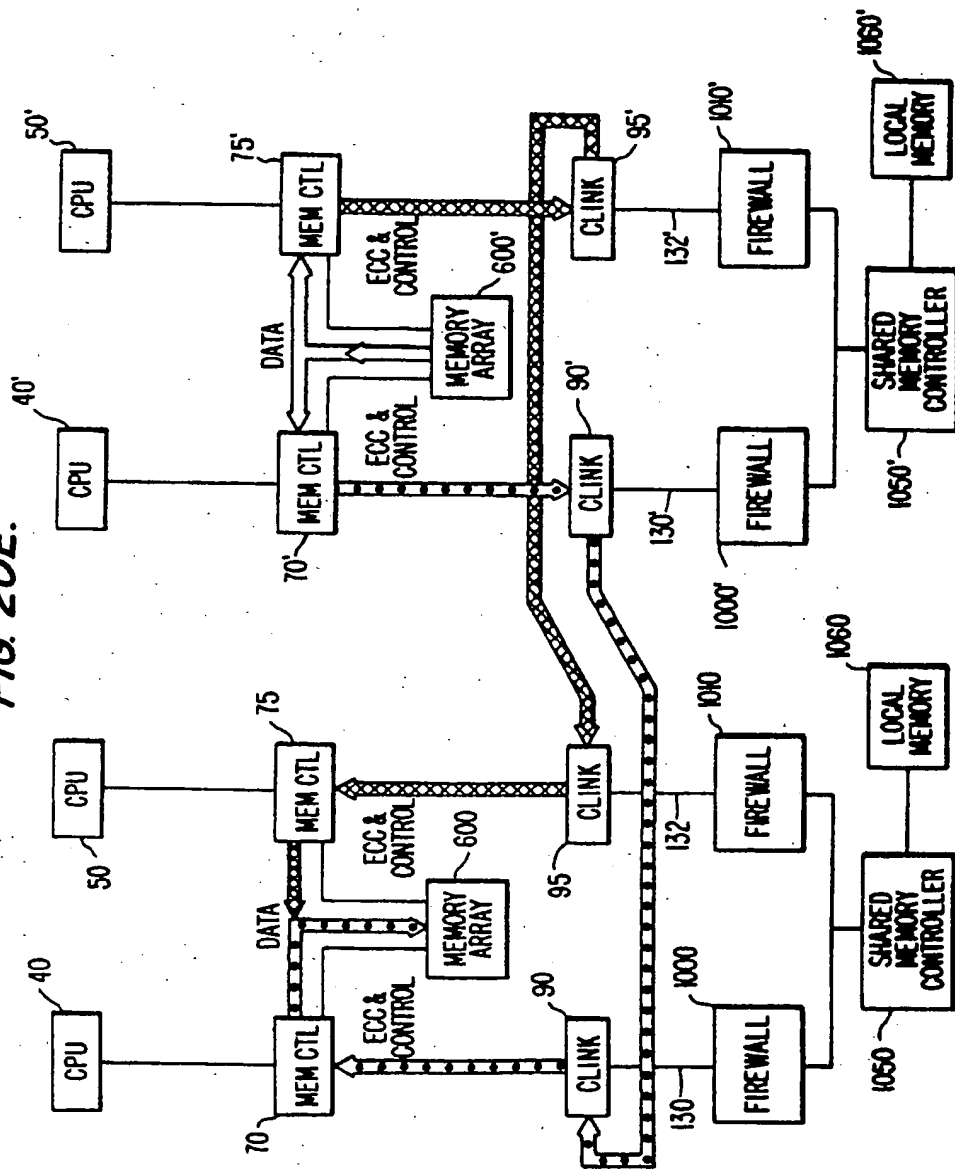 FIG. 20E.
40
CPU
50
CPU
40'
CPU
50'
CPU
70
MEM CTL
DATA
75
MEM CTL
70'
MEM CTL
DATA
75'
MEM CTL
ECC &
CONTROL
600
MEMORY
ARRAY
ECC &
CONTROL
ECC &
CONTROL
600'
MEMORY
ARRAY
ECC &
CONTROL
90
CLINK
95
CLINK
90'
CLINK
95'
CLINK
130
132
130'
132'
1000
FIREWALL
1010
FIREWALL
1000'
FIREWALL
1010'
FIREWALL
1050
SHARED
MEMORY
CONTROLLER
1060
LOCAL
MEMORY
1050'
SHARED
MEMORY
CONTROLLER
1060'
LOCAL
MEMORY